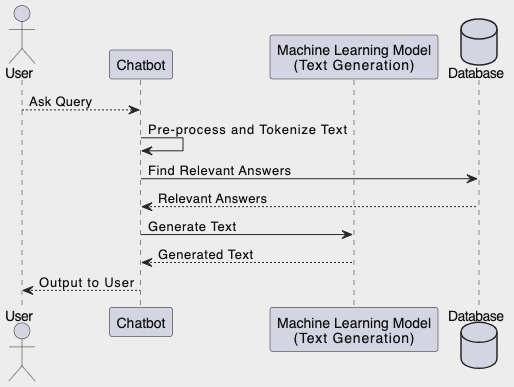 User
Chatbot
Machine Learning Model
(Text Generation)
Database
Ask Query
Pre-process and Tokenize Text
Find Relevant Answers
Relevant Answers
Generate Text
Generated Text
Output to User
User
Chatbot
Machine Learning Model
(Text Generation)
Database